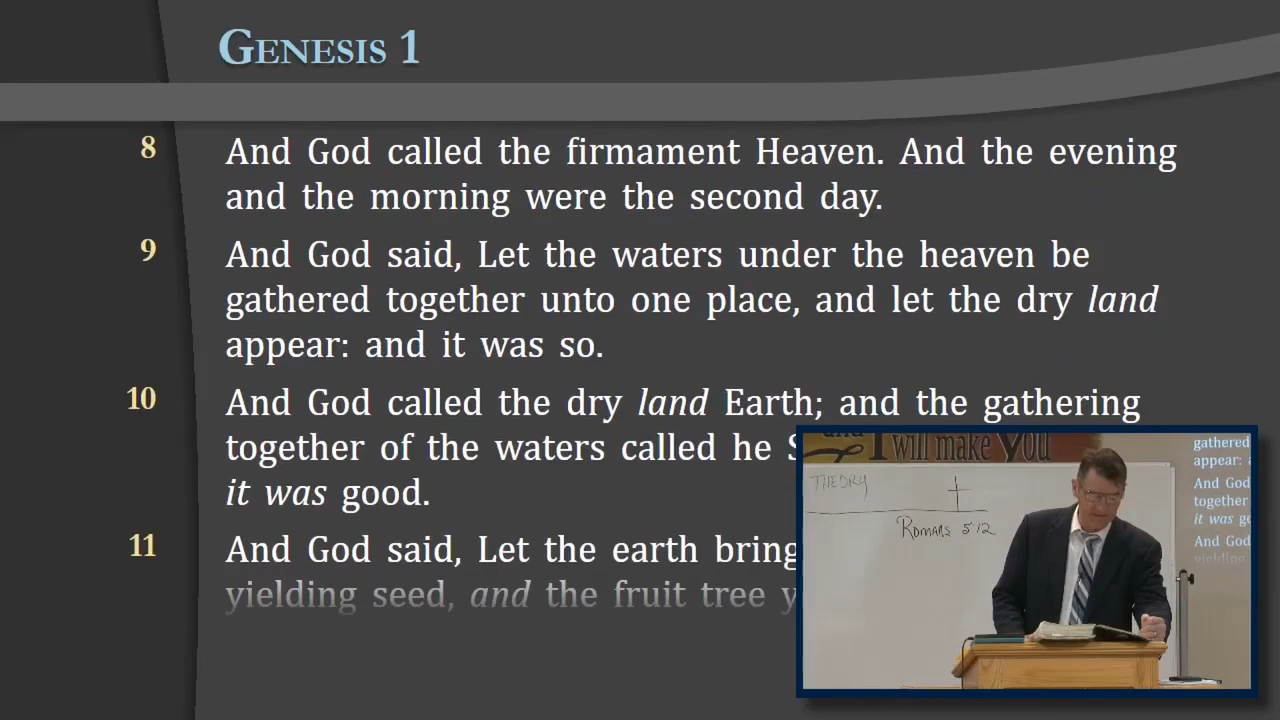 GENESIS 1
8 And God called the firmament Heaven. And the evening
and the morning were the second day.
9 And God said, Let the waters under the heaven be
gathered together unto one place, and let the dry land
appear: and it was so.
10 And God called the dry land Earth; and the gathering
together of the waters called he S
it was good.
11 And God said, Let the earth bring
yielding seed, and the fruit tree y
and I will make you
THEORY
ROMANS 5:12
gathered
appear: a
And God
together
it was go
And God
yielding